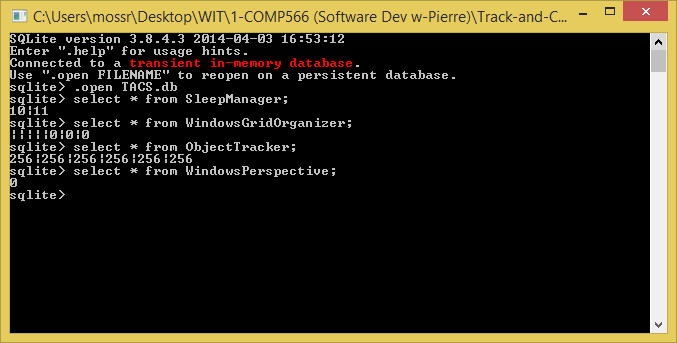 C:\Users\mossr\Desktop\WIT\1-COMP566 (Software Dev w-Pierre)\Track-and-C...
SQLite version 3.8.4.3 2014-04-03 16:53:12
Enter ".help" for usage hints.
Connected to a transient in-memory database.
Use ".open FILENAME" to reopen on a persistent database.
sqlite> .open TACS.db
sqlite> select * from SleepManager;
10|11
sqlite> select * from WindowsGridOrganizer;
|||||0|0|0
sqlite> select * from ObjectTracker;
256|256|256|256|256|256
sqlite> select * from WindowsPerspective;
0
sqlite>